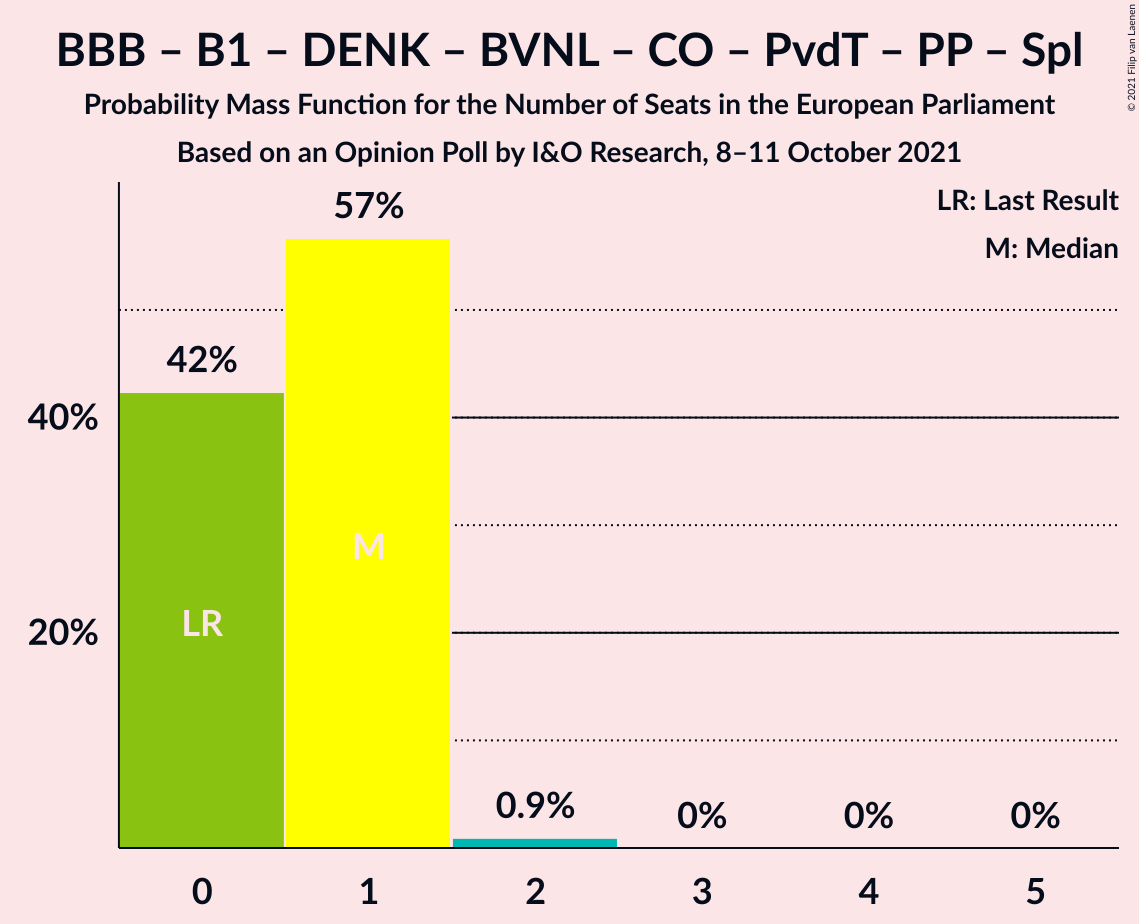 BBB – B1 – DENK – BVNL – CO – PvdT – PP – Spl
Probability Mass Function for the Number of Seats in the European Parliament
Based on an Opinion Poll by I&O Research, 8–11 October 2021
© 2021 Filip van Laenen
LR: Last Result
M: Median
57%
42%
40%
M
LR
20%
0.9%
0%
0%
0%
0
1
2
3
4
5